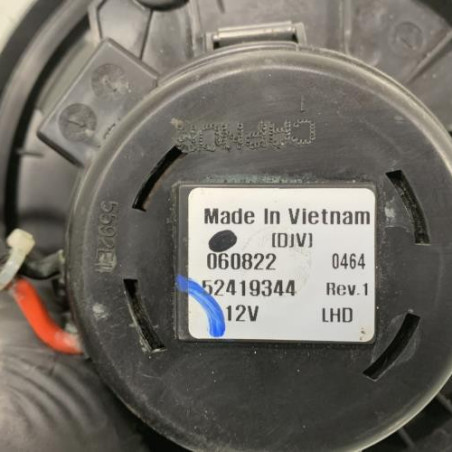 Made In Vietnam
(DJV)
060822 0464
52419344 Rev.1
12V LHD